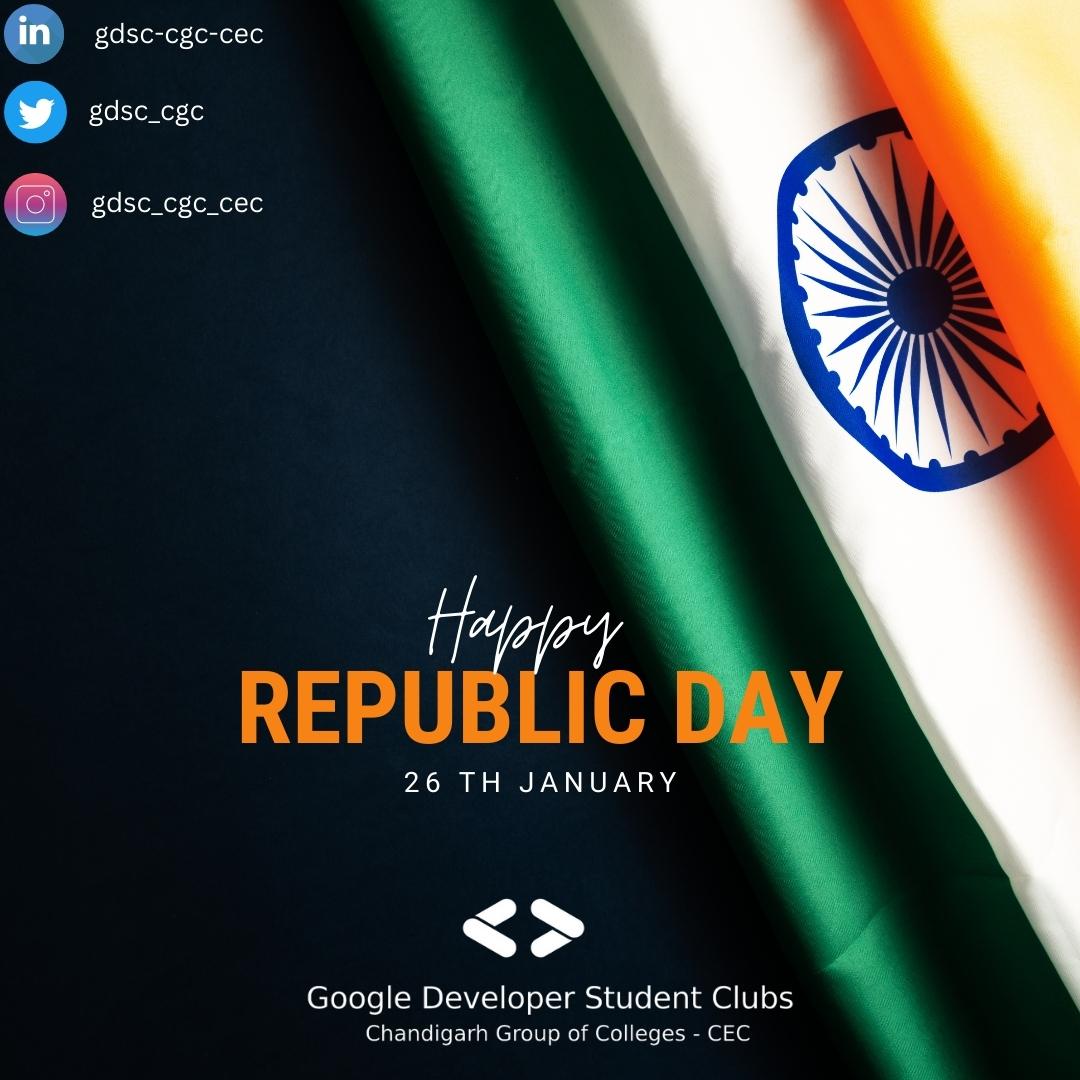 in gdsc-cgc-cec
gdsc_cgc
gdsc_cgc_cec
Happy
REPUBLIC DAY
26 TH JANUARY
Google Developer Student Clubs
Chandigarh Group of Colleges - CEC